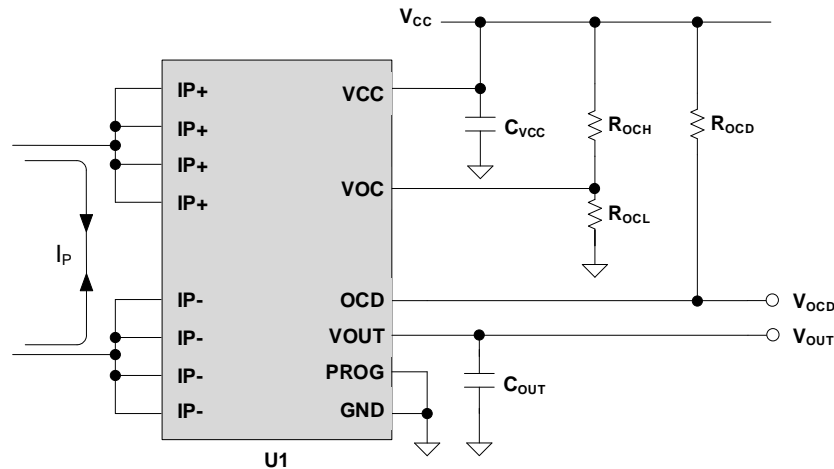 VCC
IP+
IP+
IP+
IP+
VCC
CVCC
ROCH
ROCD
VOC
ROCL
IP
IP-
IP-
IP-
IP-
OCD
VOUT
PROG
GND
VOCD
VOUT
COUT
U1